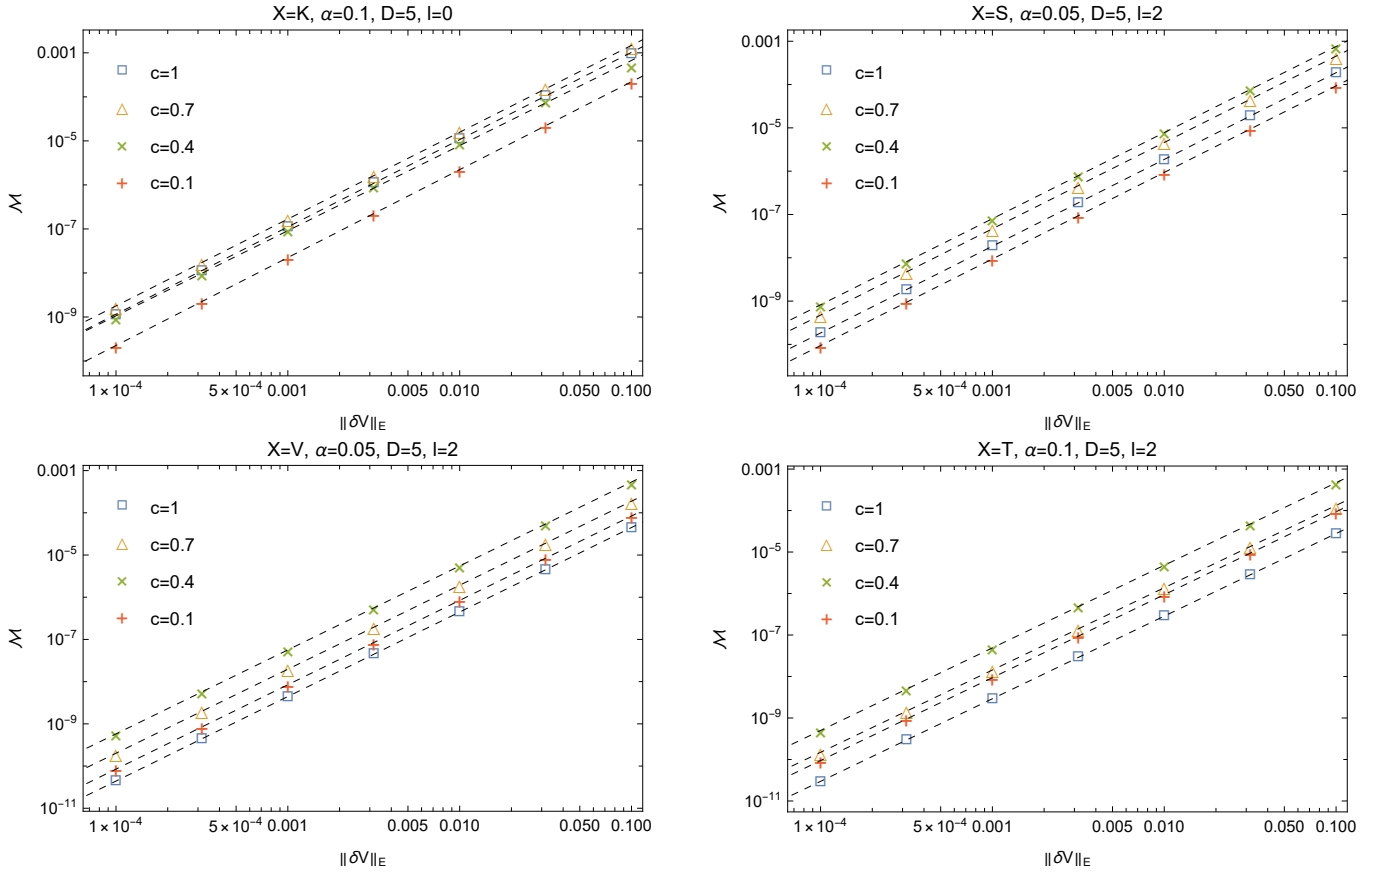 X=K, α=0.1, D=5, l=0
0.001
10⁻⁵
10⁻⁷
10⁻⁹
c=1
c=0.7
c=0.4
c=0.1
ℳ
1×10⁻⁴ 5×10⁻⁴ 0.001 0.005 0.010 0.050 0.100
‖δV‖_E
X=S, α=0.05, D=5, l=2
0.001
10⁻⁵
10⁻⁷
10⁻⁹
c=1
c=0.7
c=0.4
c=0.1
ℳ
1×10⁻⁴ 5×10⁻⁴ 0.001 0.005 0.010 0.050 0.100
‖δV‖_E
X=V, α=0.05, D=5, l=2
0.001
10⁻⁵
10⁻⁷
10⁻⁹
10⁻¹¹
c=1
c=0.7
c=0.4
c=0.1
ℳ
1×10⁻⁴ 5×10⁻⁴ 0.001 0.005 0.010 0.050 0.100
‖δV‖_E
X=T, α=0.1, D=5, l=2
0.001
10⁻⁵
10⁻⁷
10⁻⁹
10⁻¹¹
c=1
c=0.7
c=0.4
c=0.1
ℳ
1×10⁻⁴ 5×10⁻⁴ 0.001 0.005 0.010 0.050 0.100
‖δV‖_E